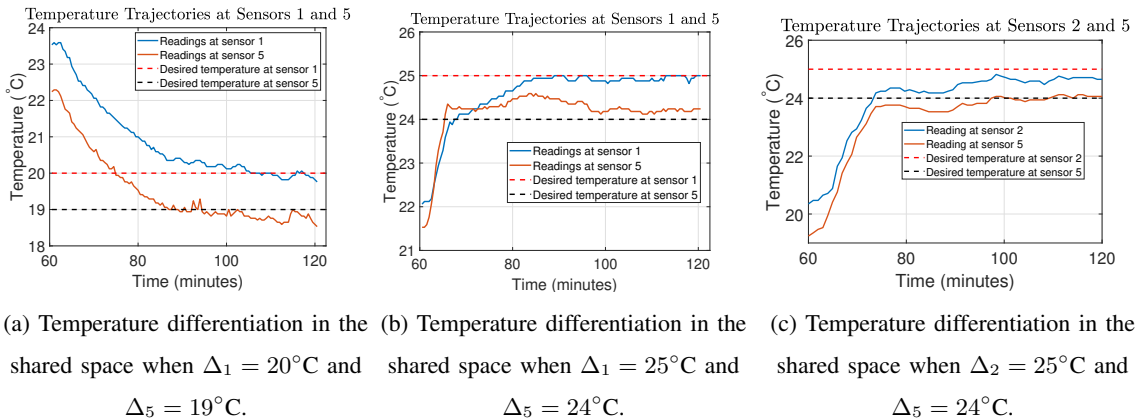 Temperature Trajectories at Sensors 1 and 5
24
23
22
21
20
19
18
Temperature (°C)
Readings at sensor 1
Readings at sensor 5
Desired temperature at sensor 1
Desired temperature at sensor 5
60
80
100
120
Time (minutes)
Temperature Trajectories at Sensors 1 and 5
26
25
24
23
22
21
Temperature (°C)
Readings at sensor 1
Readings at sensor 5
Desired temperature at sensor 1
Desired temperature at sensor 5
60
80
100
120
Time (minutes)
Temperature Trajectories at Sensors 2 and 5
26
24
22
20
Temperature (°C)
Reading at sensor 2
Reading at sensor 5
Desired temperature at sensor 2
Desired temperature at sensor 5
60
80
100
120
Time (minutes)
(a) Temperature differentiation in the
shared space when Δ₁ = 20°C and
Δ₅ = 19°C.
(b) Temperature differentiation in the
shared space when Δ₁ = 25°C and
Δ₅ = 24°C.
(c) Temperature differentiation in the
shared space when Δ₂ = 25°C and
Δ₅ = 24°C.